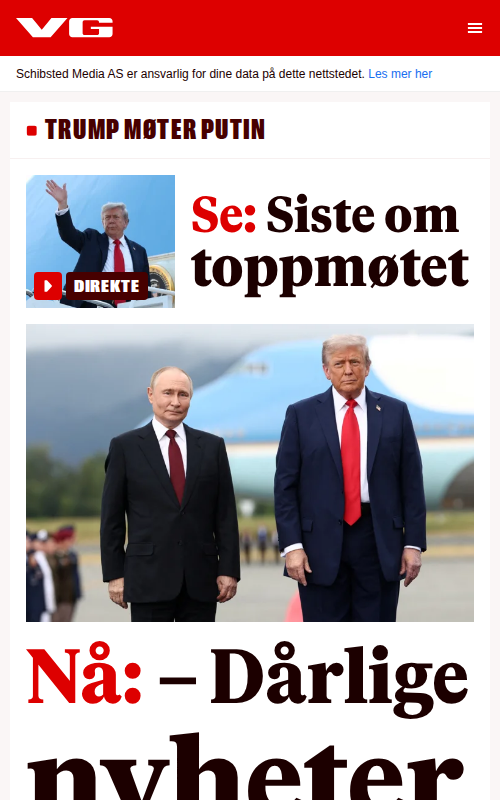 VG
Schibsted Media AS er ansvarlig for dine data på dette nettstedet. Les mer her
TRUMP MØTER PUTIN
DIREKTE
Se: Siste om
toppmøtet
Nå: – Dårlige
nyheter